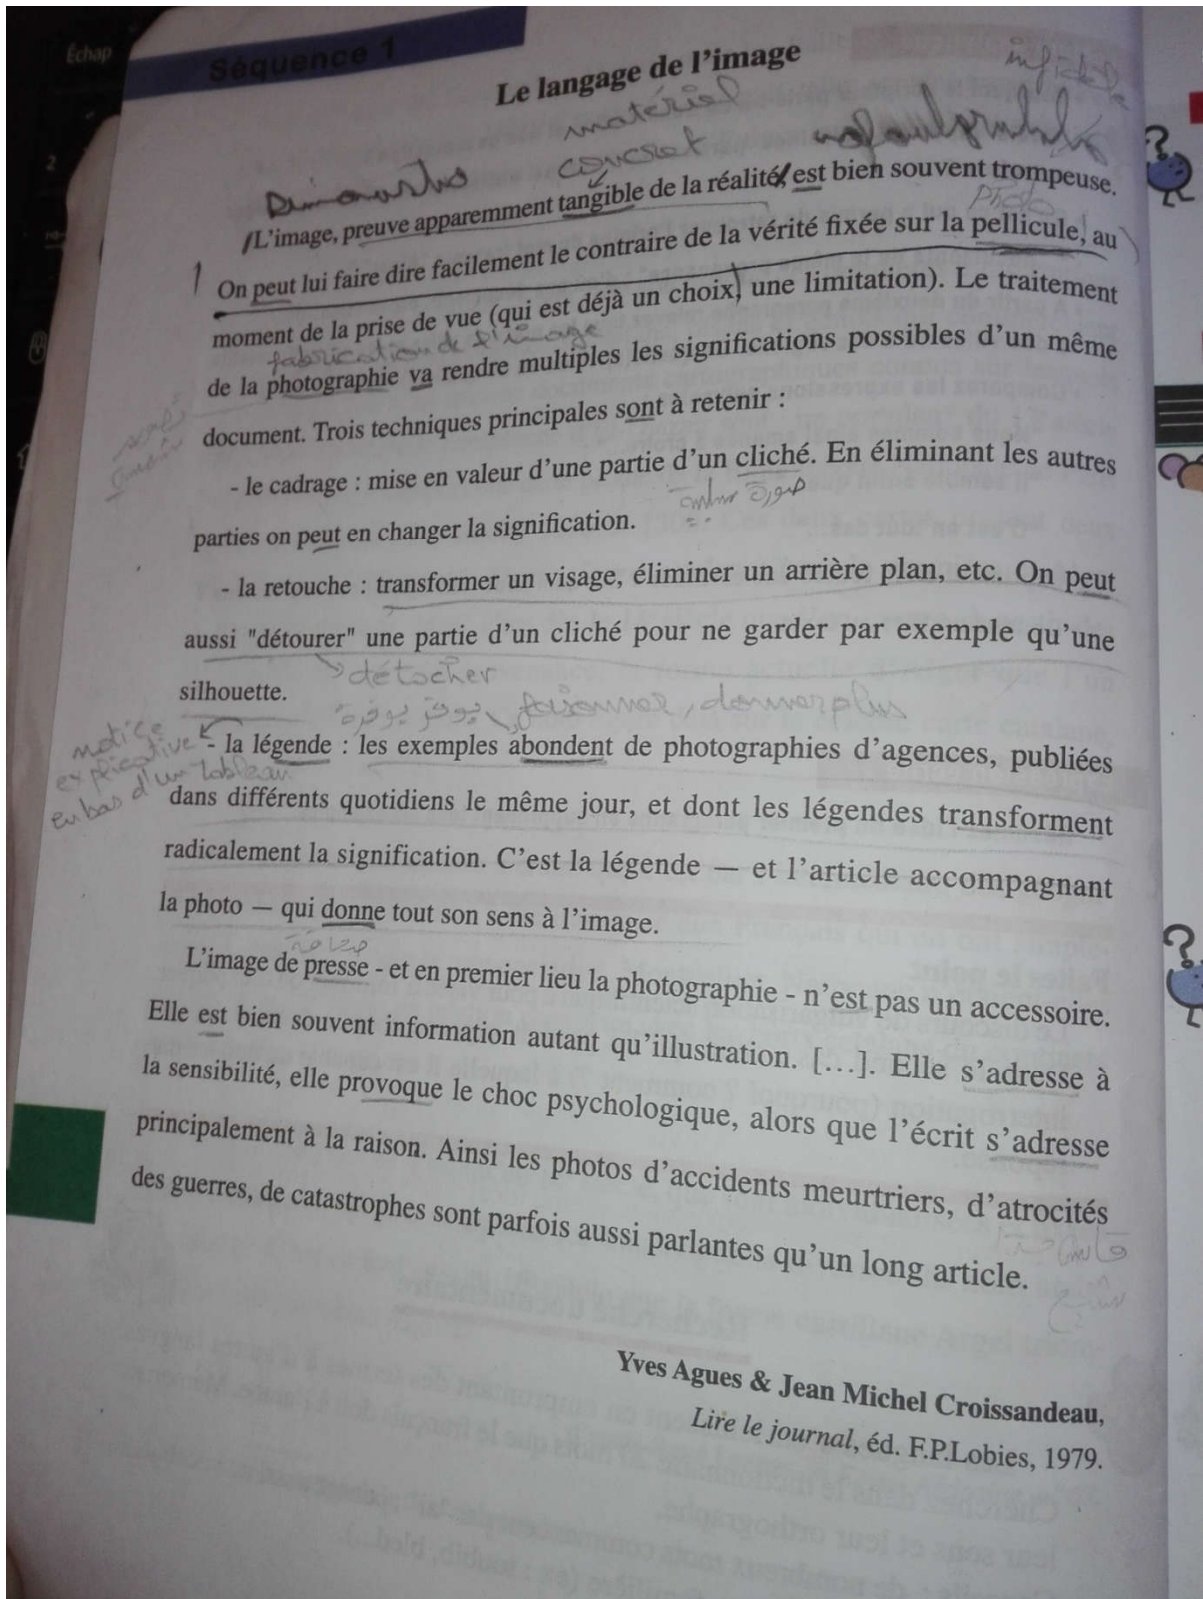 Échap
Séquence 1
Le langage de l'image
matériel
concret
L'image, preuve apparemment tangible de la réalité, est bien souvent trompeuse.
Photo
1
On peut lui faire dire facilement le contraire de la vérité fixée sur la pellicule, au
moment de la prise de vue (qui est déjà un choix, une limitation). Le traitement
fabrication de l'image
de la photographie va rendre multiples les significations possibles d'un même
document. Trois techniques principales sont à retenir :
- le cadrage : mise en valeur d'une partie d'un cliché. En éliminant les autres
صورة سلبية
parties on peut en changer la signification.
- la retouche : transformer un visage, éliminer un arrière plan, etc. On peut
aussi "détourer" une partie d'un cliché pour ne garder par exemple qu'une
détacher
silhouette.
foisonner, donner plus
notice
explicative
en bas d'un tableau
- la légende : les exemples abondent de photographies d'agences, publiées
dans différents quotidiens le même jour, et dont les légendes transforment
radicalement la signification. C'est la légende — et l'article accompagnant
la photo — qui donne tout son sens à l'image.
صحافة
L'image de presse - et en premier lieu la photographie - n'est pas un accessoire.
Elle est bien souvent information autant qu'illustration. [...]. Elle s'adresse à
la sensibilité, elle provoque le choc psychologique, alors que l'écrit s'adresse
principalement à la raison. Ainsi les photos d'accidents meurtriers, d'atrocités
des guerres, de catastrophes sont parfois aussi parlantes qu'un long article.
Yves Agues & Jean Michel Croissandeau,
Lire le journal, éd. F.P.Lobies, 1979.